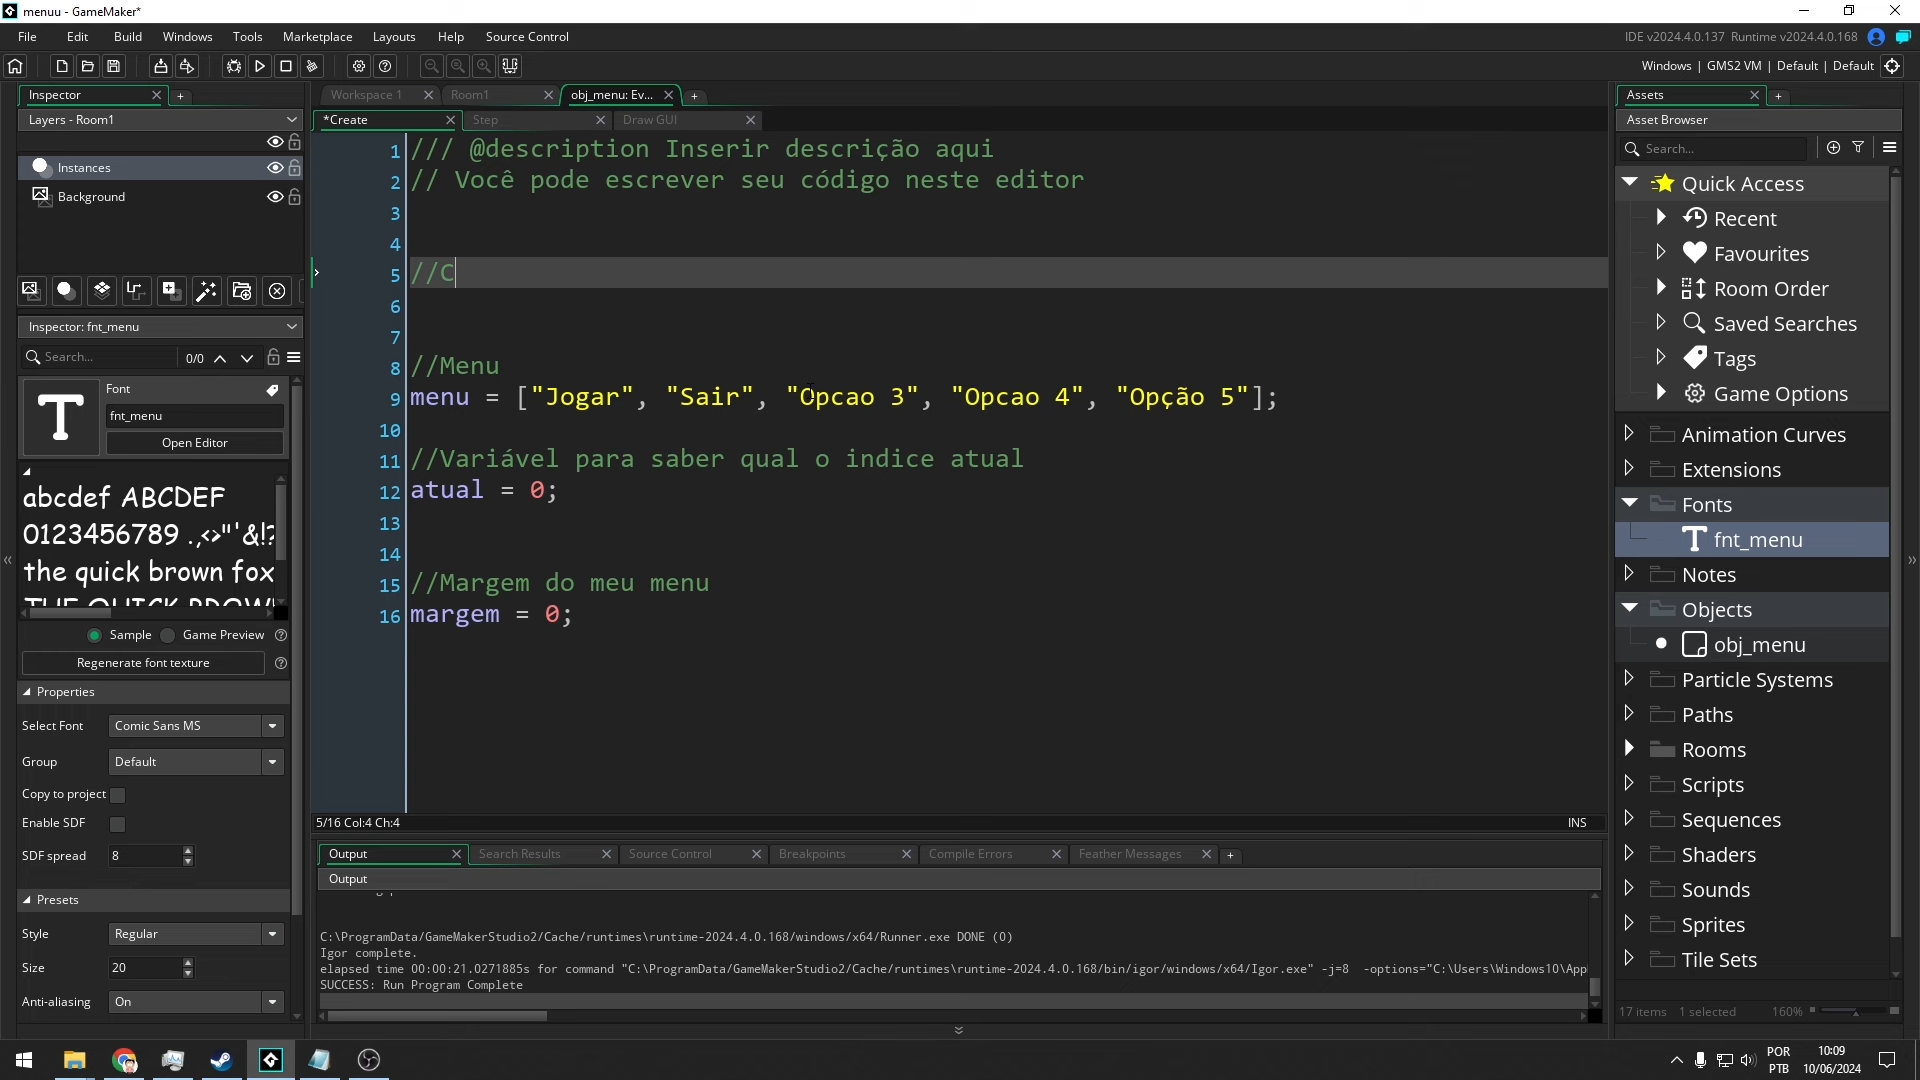 menuu - GameMaker*
File Edit Build Windows Tools Marketplace Layouts Help Source Control
IDE v2024.4.0.137 Runtime v2024.4.0.168
Windows | GMS2 VM | Default | Default
Inspector
Layers - Room1
Instances
Background
Inspector: fnt_menu
Search...
0/0
Font
fnt_menu
Open Editor
abcdef ABCDEF
0123456789 .,<>"'&!?
the quick brown fox
THE QUICK BROWN
Sample Game Preview
Regenerate font texture
Properties
Select Font Comic Sans MS
Group Default
Copy to project
Enable SDF
SDF spread 8
Presets
Style Regular
Size 20
Anti-aliasing On
Workspace 1 Room1 obj_menu: Ev...
*Create Step Draw GUI
1 /// @description Inserir descrição aqui
2 // Você pode escrever seu código neste editor
3
4
5 //C
6
7
8 //Menu
9 menu = ["Jogar", "Sair", "Opcao 3", "Opcao 4", "Opção 5"];
10
11 //Variável para saber qual o indice atual
12 atual = 0;
13
14
15 //Margem do meu menu
16 margem = 0;
5/16 Col:4 Ch:4
INS
Output Search Results Source Control Breakpoints Compile Errors Feather Messages
Output
C:\ProgramData/GameMakerStudio2/Cache/runtimes\runtime-2024.4.0.168/windows/x64/Runner.exe DONE (0)
Igor complete.
elapsed time 00:00:21.0271885s for command "C:\ProgramData/GameMakerStudio2/Cache/runtimes\runtime-2024.4.0.168/bin/igor/windows/x64/Igor.exe" -j=8 -options="C:\Users\Windows10\App
SUCCESS: Run Program Complete
Assets
Asset Browser
Search...
Quick Access
Recent
Favourites
Room Order
Saved Searches
Tags
Game Options
Animation Curves
Extensions
Fonts
fnt_menu
Notes
Objects
obj_menu
Particle Systems
Paths
Rooms
Scripts
Sequences
Shaders
Sounds
Sprites
Tile Sets
17 items 1 selected 160%
POR
PTB
10:09
10/06/2024